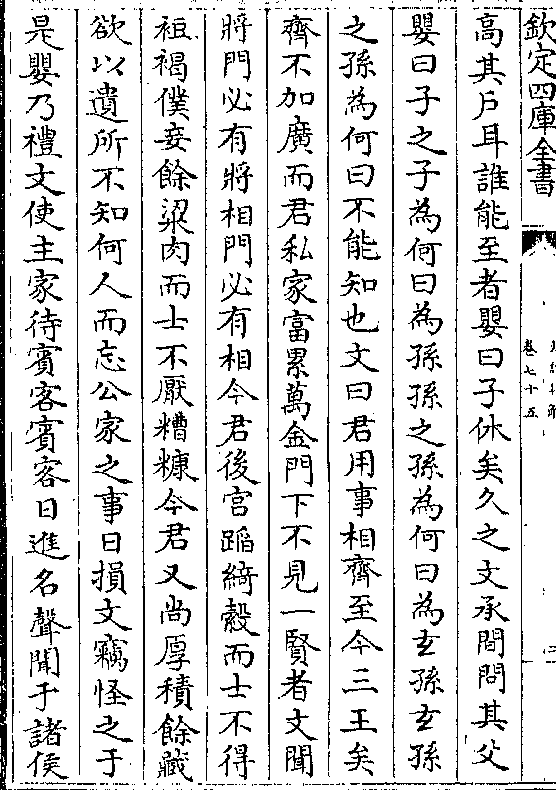 欽定四庫全書
卷七十五
高其戶耳誰能至者嬰曰子休矣久之文承間問其父
嬰曰子之子為何曰為孫孫之孫為何曰為玄孫玄孫
之孫為何曰不能知也文曰君用事相齊至今三王矣
齊不加廣而君私家富累萬金門下不見一賢者文聞
將門必有將相門必有相今君後宮蹈綺縠而士不得
裋褐僕妾餘粱肉而士不厭糟糠今君又尚厚積餘藏
欲以遺所不知何人而忘公家之事日損文竊怪之于
是嬰乃禮文使主家待賓客賓客日進名聲聞于諸侯